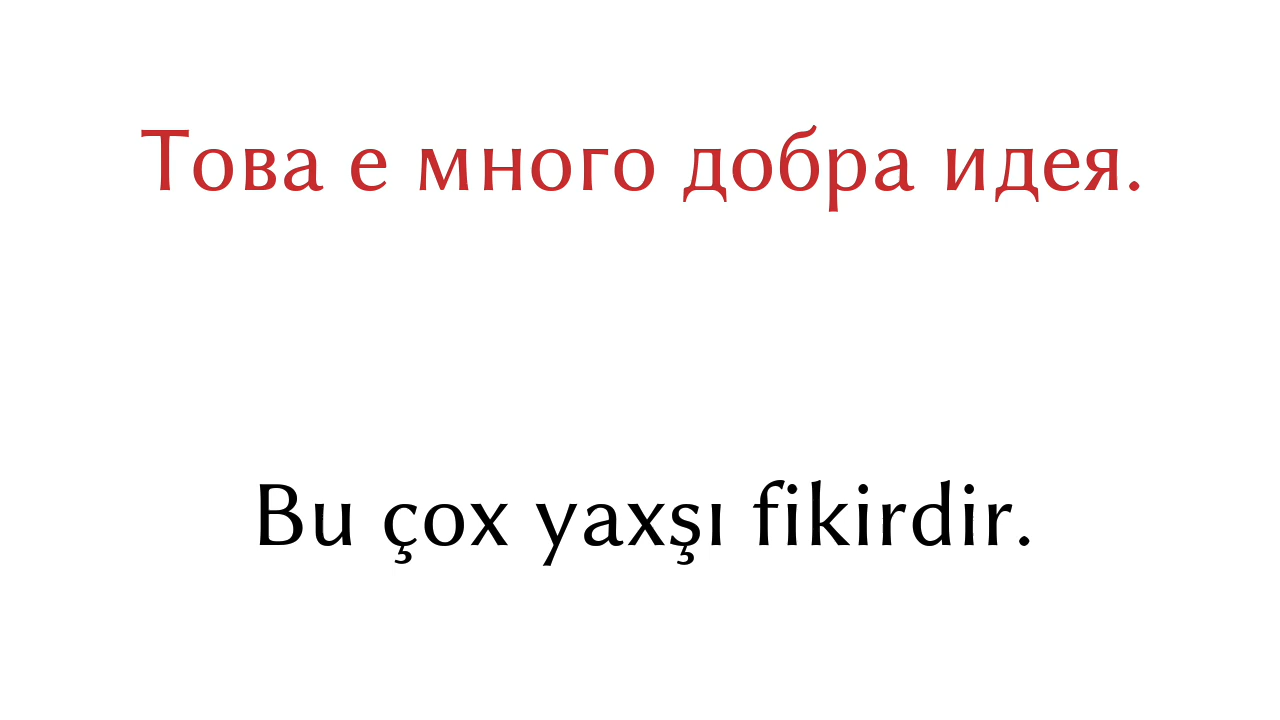 Това е много добра идея.
Bu çox yaxşı fikirdir.